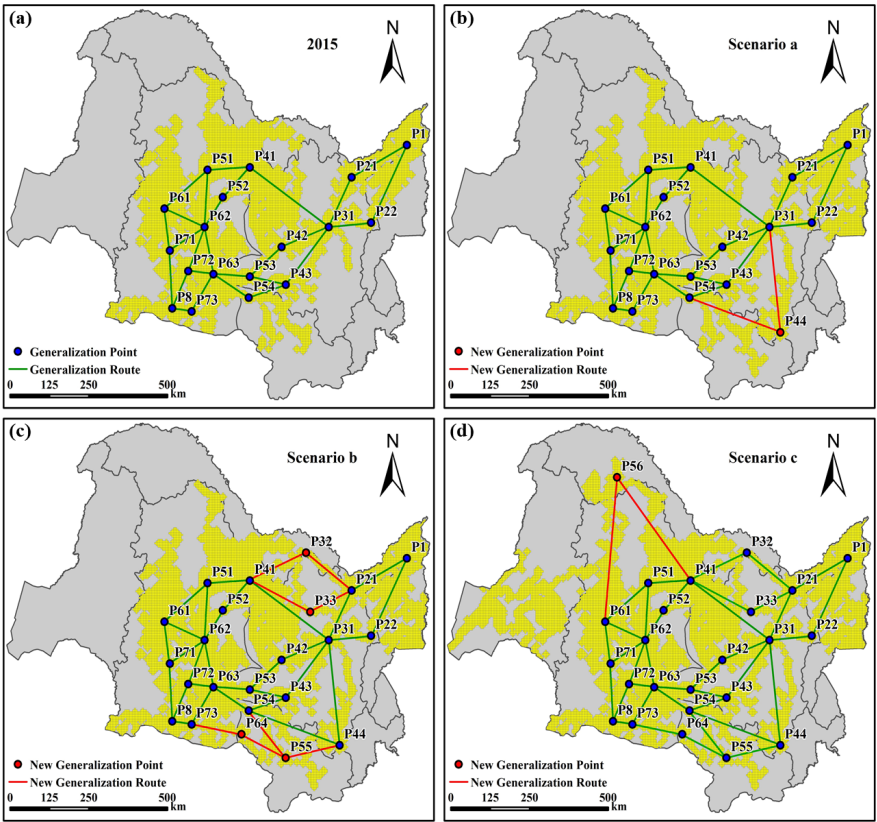 (a)
2015
N
P1
P21
P22
P31
P41
P42
P43
P51
P52
P53
P54
P61
P62
P63
P71
P72
P73
P8
Generalization Point
Generalization Route
0 125 250 500
km
(b)
Scenario a
N
P1
P21
P22
P31
P41
P42
P43
P44
P51
P52
P53
P54
P61
P62
P63
P71
P72
P73
P8
New Generalization Point
New Generalization Route
0 125 250 500
km
(c)
Scenario b
N
P1
P21
P22
P31
P32
P33
P41
P42
P43
P44
P51
P52
P53
P54
P55
P61
P62
P63
P64
P71
P72
P73
P8
New Generalization Point
New Generalization Route
0 125 250 500
km
(d)
Scenario c
N
P1
P21
P22
P31
P32
P33
P41
P42
P43
P44
P51
P52
P53
P54
P55
P56
P61
P62
P63
P64
P71
P72
P73
P8
New Generalization Point
New Generalization Route
0 125 250 500
km